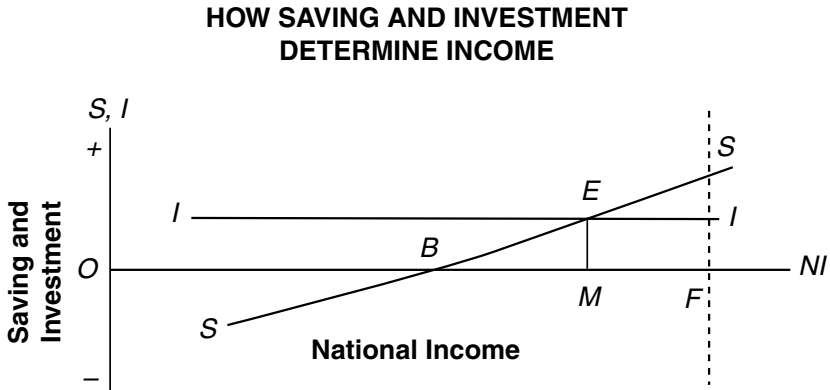 HOW SAVING AND INVESTMENT
DETERMINE INCOME
S, I
+
S
E
I
I
B
O
NI
M
F
S
National Income
–
Saving and
Investment